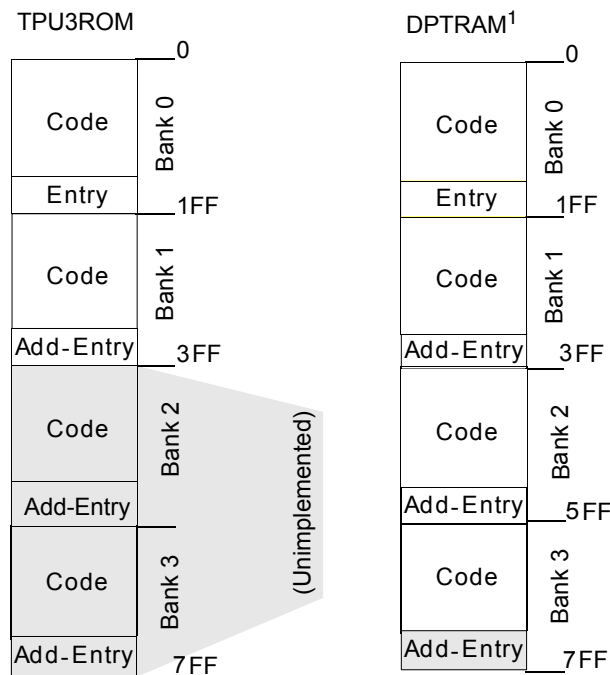 TPU3ROM
0
Code
Bank 0
Entry
1FF
Code
Bank 1
Add-Entry
3FF
Code
Bank 2
Add-Entry
(Unimplemented)
Code
Bank 3
Add-Entry
7FF
DPTRAM1
0
Code
Bank 0
Entry
1FF
Code
Bank 1
Add-Entry
3FF
Code
Bank 2
Add-Entry
5FF
Code
Bank 3
Add-Entry
7FF